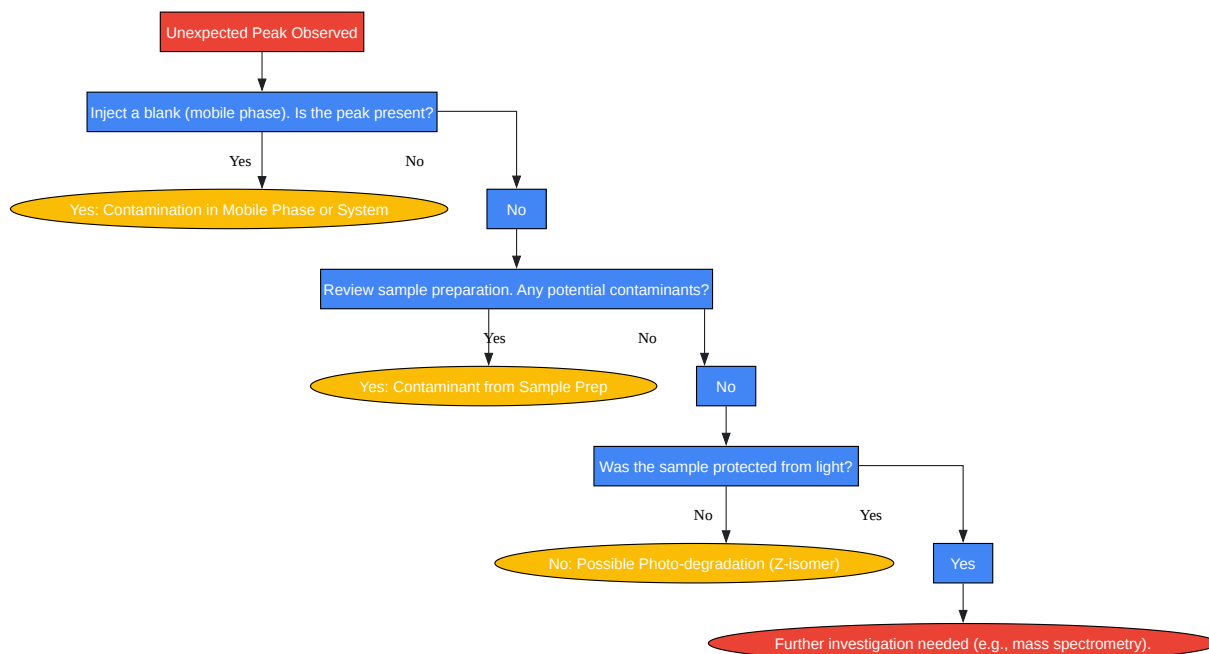 Unexpected Peak Observed
Inject a blank (mobile phase). Is the peak present?
Yes
No
Yes: Contamination in Mobile Phase or System
No
Review sample preparation. Any potential contaminants?
Yes
No
Yes: Contaminant from Sample Prep
No
Was the sample protected from light?
No
Yes
No: Possible Photo-degradation (Z-isomer)
Yes
Further investigation needed (e.g., mass spectrometry).